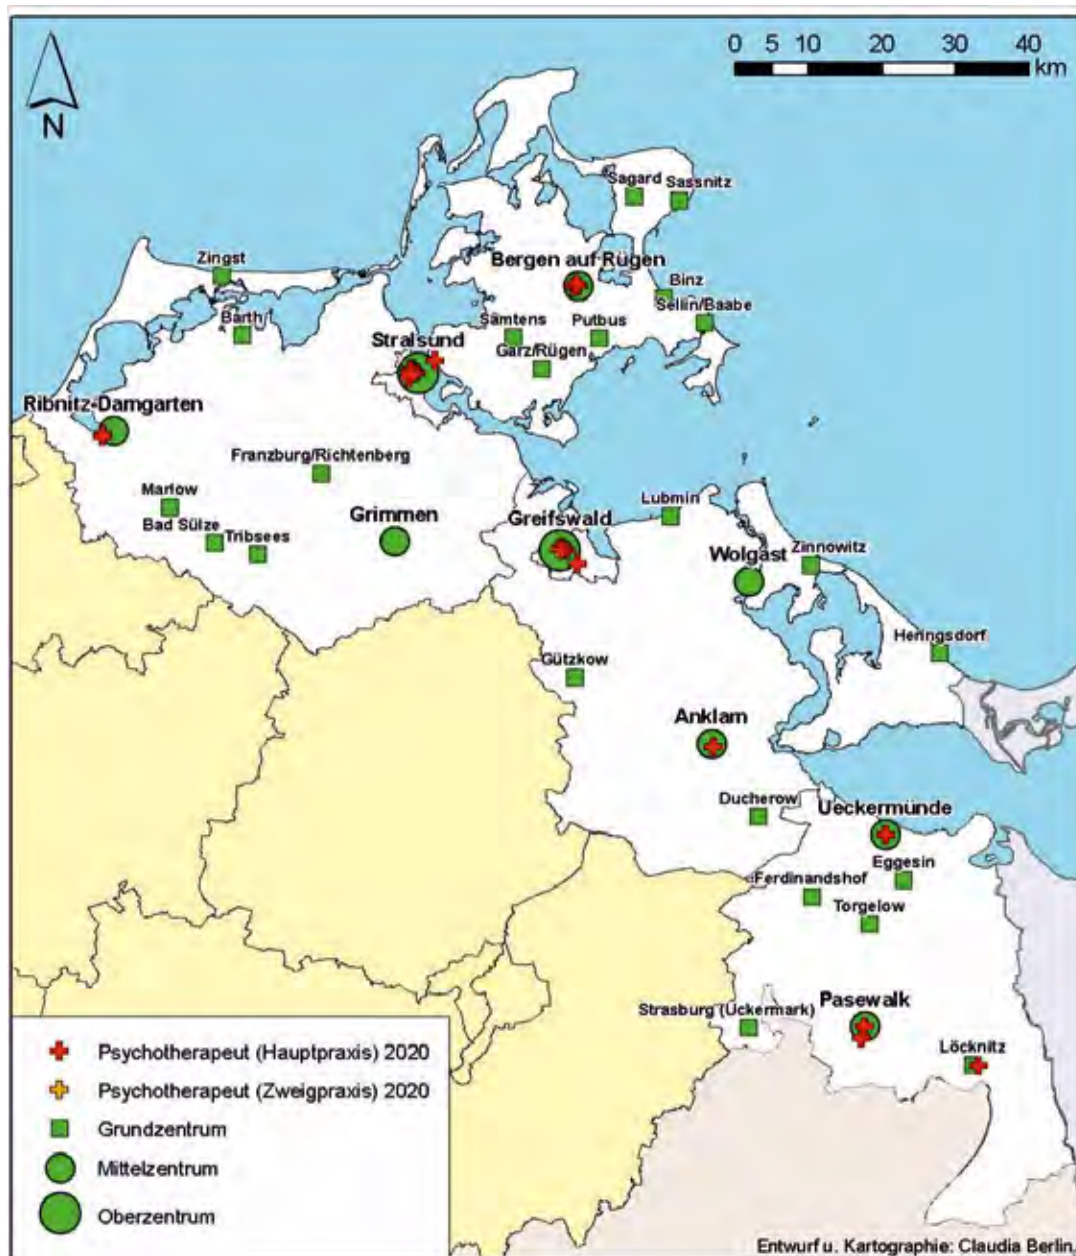 0 5 10 20 30 40
km
N
Sagard
Sassnitz
Zingst
Bergen auf Rügen
Binz
Sellin/Baabe
Barth
Samtens
Putbus
Stralsund
Garz/Rügen
Ribnitz-Damgarten
Franzburg/Richtenberg
Marlow
Lubmin
Bad Sülze
Grimmen
Greifswald
Tribsees
Wolgast
Zinnowitz
Heringsdorf
Gützkow
Anklam
Ducherow
Ueckermünde
Eggesin
Ferdinandshof
Torgelow
Strasburg (Uckermark)
Pasewalk
Löcknitz
Psychotherapeut (Hauptpraxis) 2020
Psychotherapeut (Zweigpraxis) 2020
Grundzentrum
Mittelzentrum
Oberzentrum
Entwurf u. Kartographie: Claudia Berlin